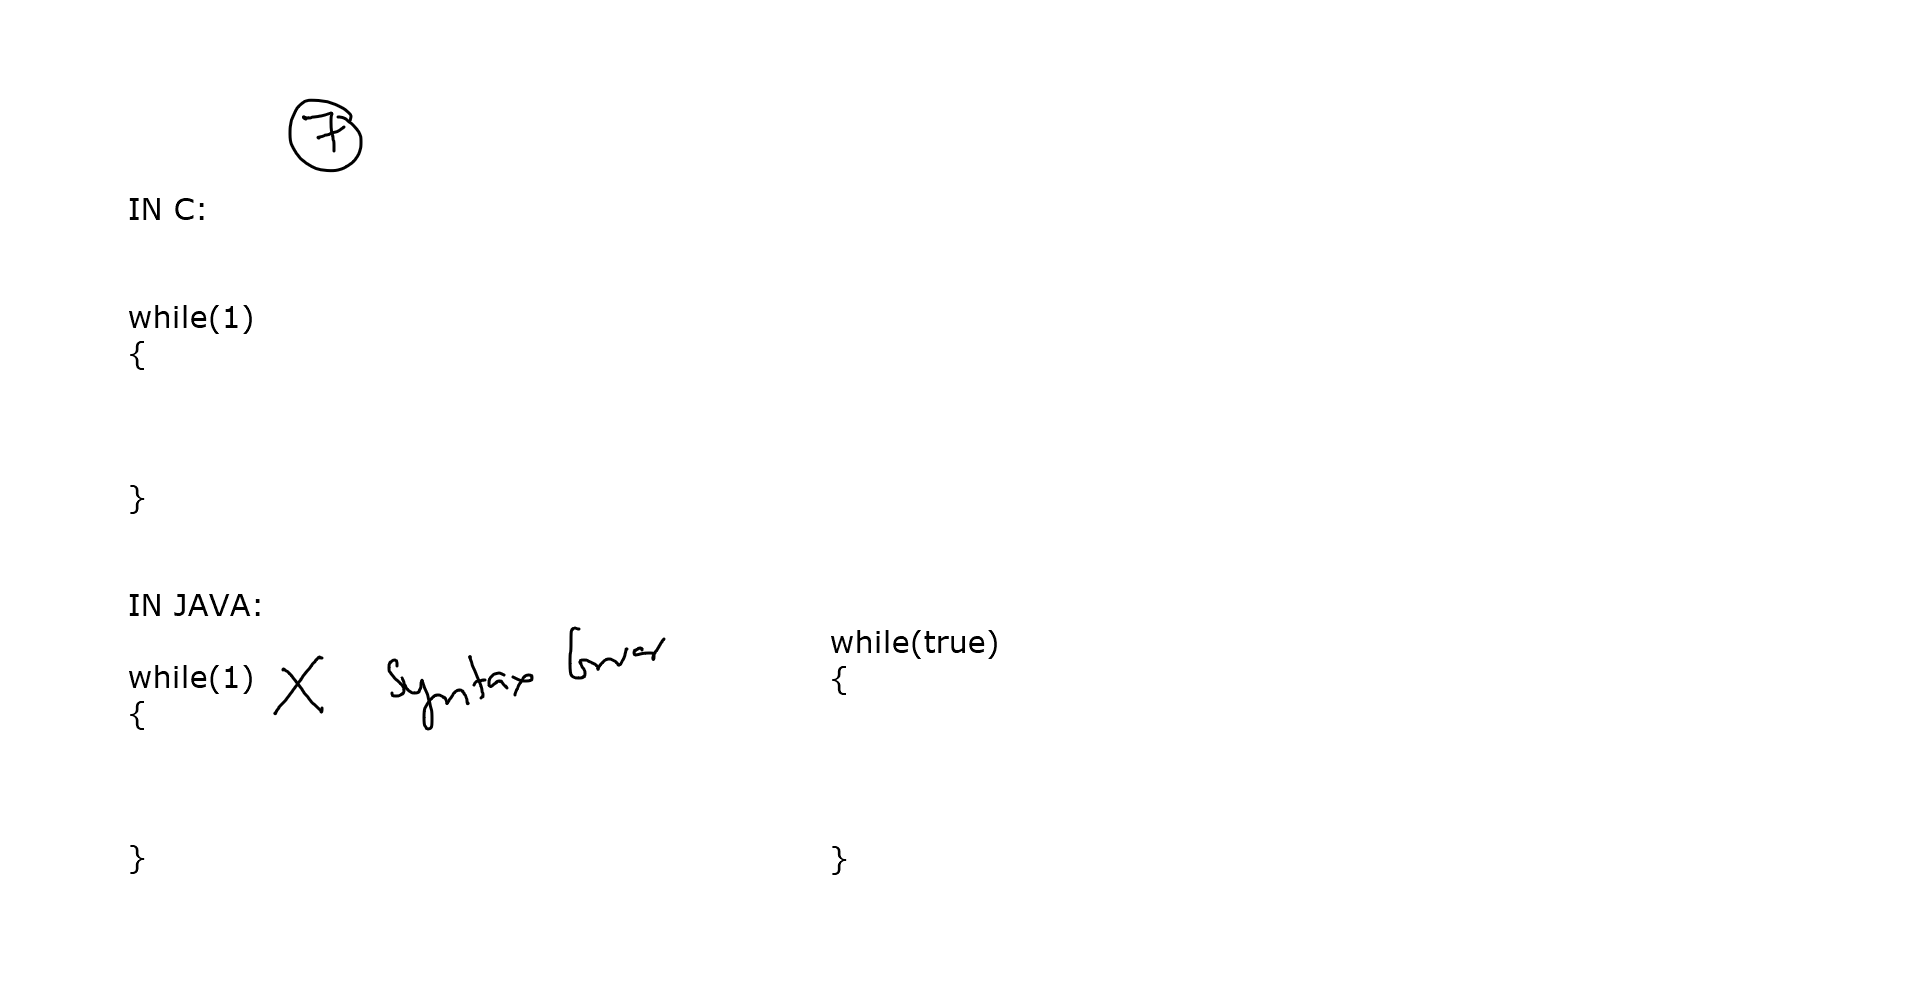 7
IN C:
while(1)
{
}
IN JAVA:
while(1) X Syntax Error
{
}
while(true)
{
}